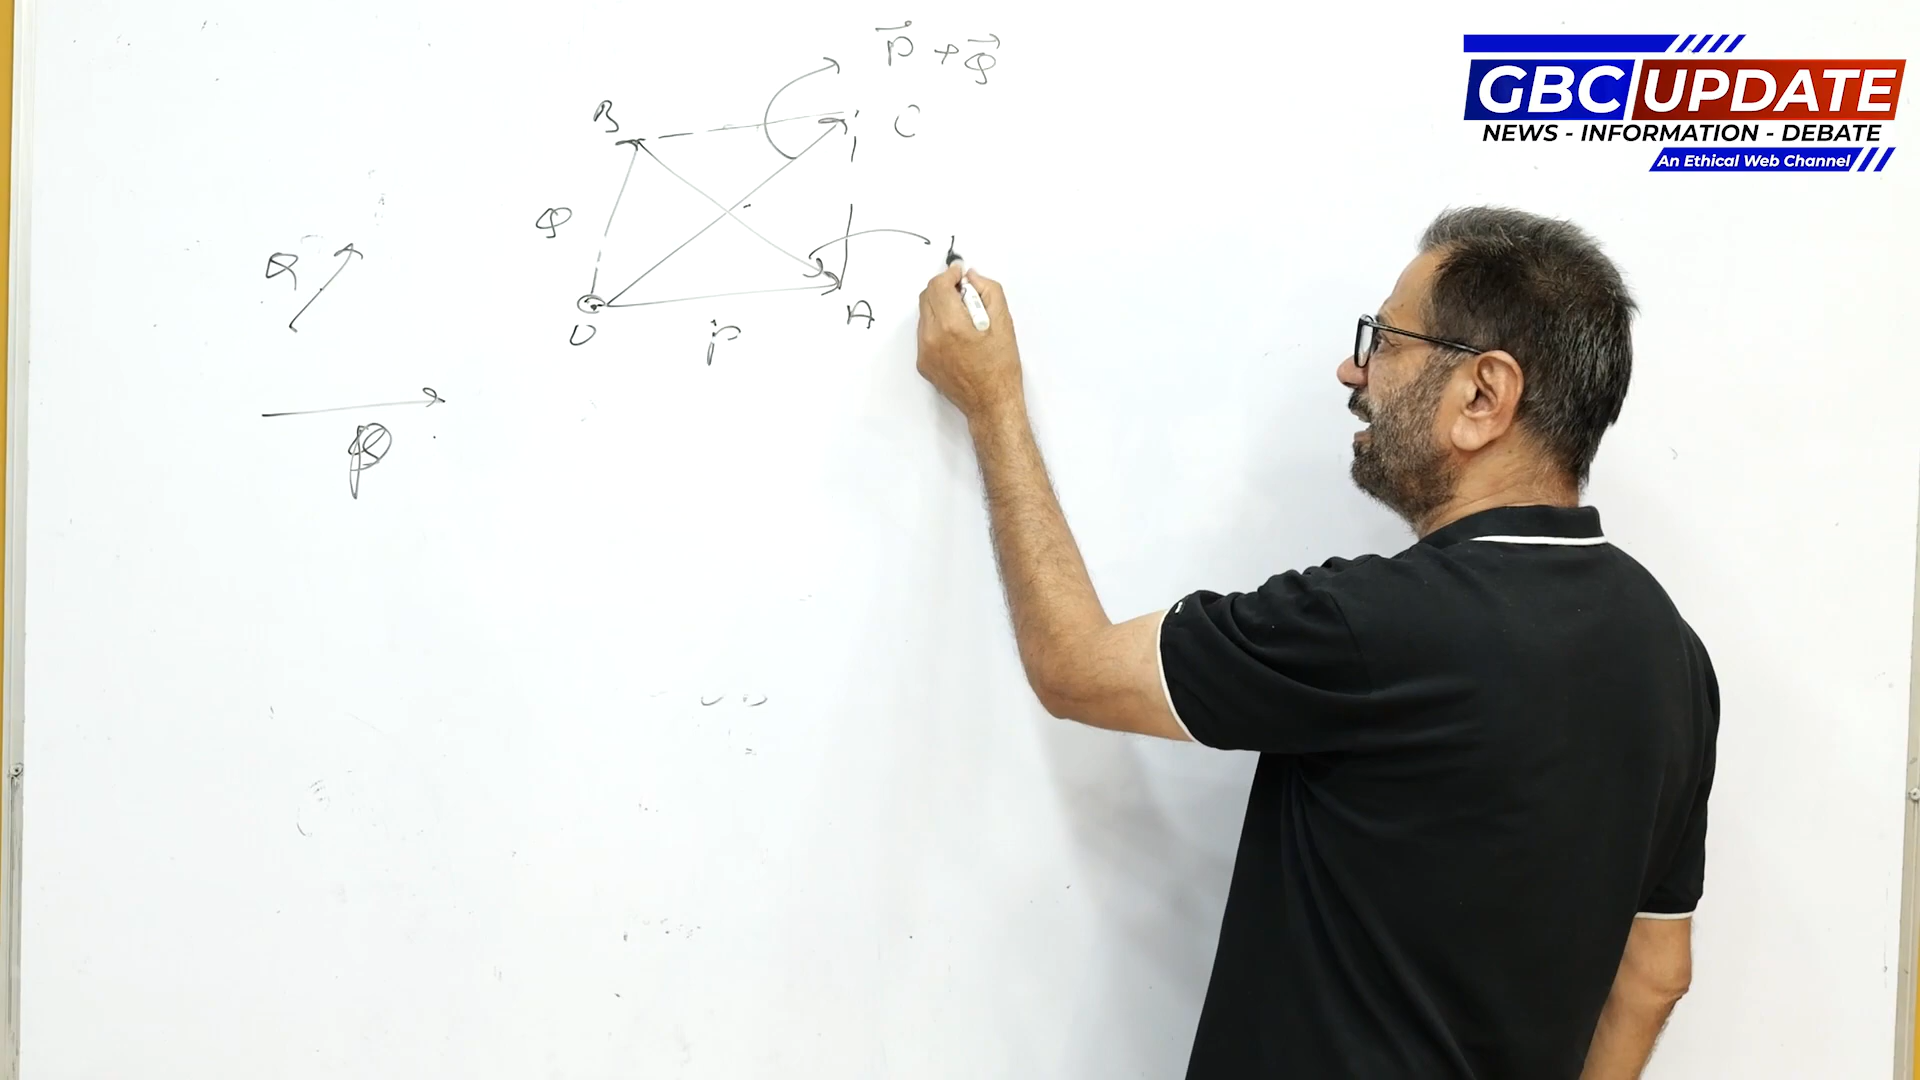 P + Q
GBC UPDATE
NEWS - INFORMATION - DEBATE
An Ethical Web Channel
B
C
Q
Q
O
P
A
P